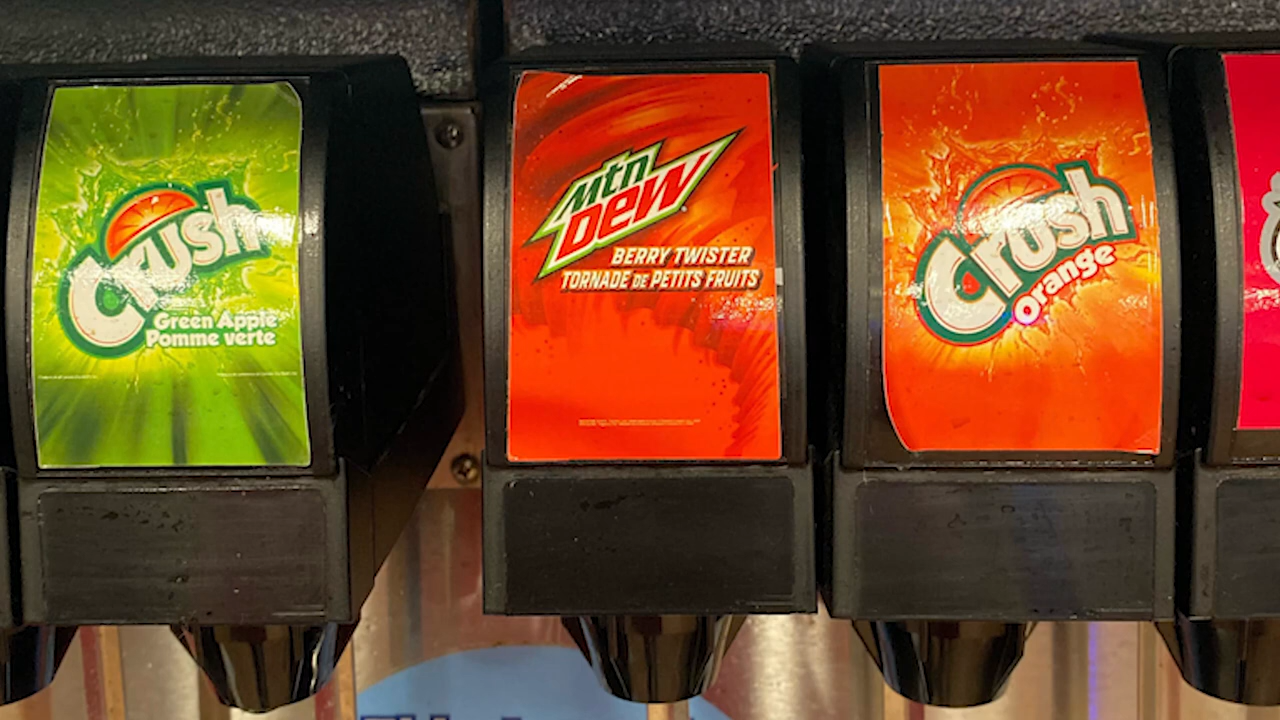 Crush
Green Apple
Pomme verte
Mtn
Dew
BERRY TWISTER
TORNADE DE PETITS FRUITS
Crush
Orange